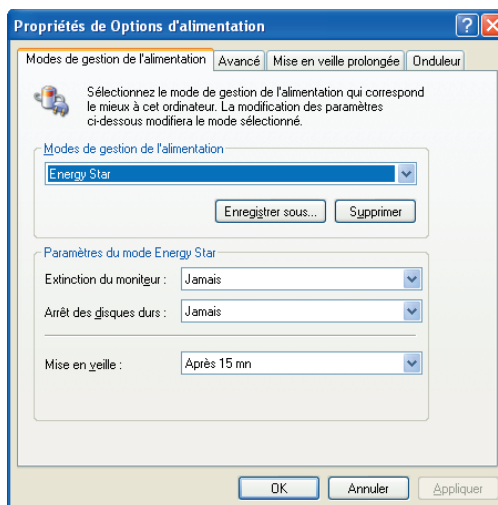 Propriétés de Options d'alimentation
Modes de gestion de l'alimentation Avancé Mise en veille prolongée Onduleur
Sélectionnez le mode de gestion de l'alimentation qui correspond
le mieux à cet ordinateur. La modification des paramètres
ci-dessous modifiera le mode sélectionné.
Modes de gestion de l'alimentation
Energy Star
Enregistrer sous... Supprimer
Paramètres du mode Energy Star
Extinction du moniteur : Jamais
Arrêt des disques durs : Jamais
Mise en veille : Après 15 mn
OK Annuler Appliquer